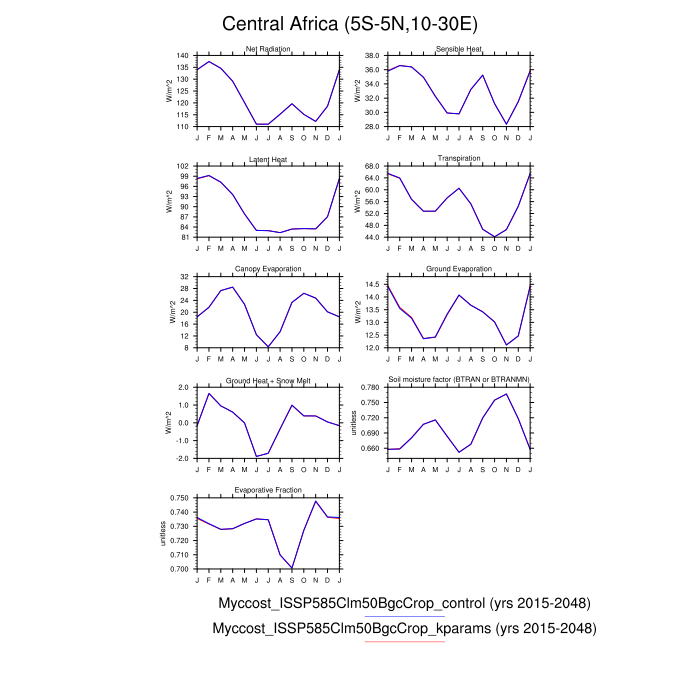 Central Africa (5S-5N,10-30E)
Net Radiation
W/m^2
140
135
130
125
120
115
110
J F M A M J J A S O N D J
Sensible Heat
W/m^2
38.0
36.0
34.0
32.0
30.0
28.0
J F M A M J J A S O N D J
Latent Heat
W/m^2
102
99
96
93
90
87
84
81
J F M A M J J A S O N D J
Transpiration
W/m^2
68.0
64.0
60.0
56.0
52.0
48.0
44.0
J F M A M J J A S O N D J
Canopy Evaporation
W/m^2
32
28
24
20
16
12
8
J F M A M J J A S O N D J
Ground Evaporation
W/m^2
14.5
14.0
13.5
13.0
12.5
12.0
J F M A M J J A S O N D J
Ground Heat + Snow Melt
W/m^2
2.0
1.0
0.0
-1.0
-2.0
J F M A M J J A S O N D J
Soil moisture factor (BTRAN or BTRANMN)
unitless
0.780
0.750
0.720
0.690
0.660
J F M A M J J A S O N D J
Evaporative Fraction
unitless
0.750
0.740
0.730
0.720
0.710
0.700
J F M A M J J A S O N D J
Myccost_ISSP585Clm50BgcCrop_control (yrs 2015-2048)
Myccost_ISSP585Clm50BgcCrop_kparams (yrs 2015-2048)